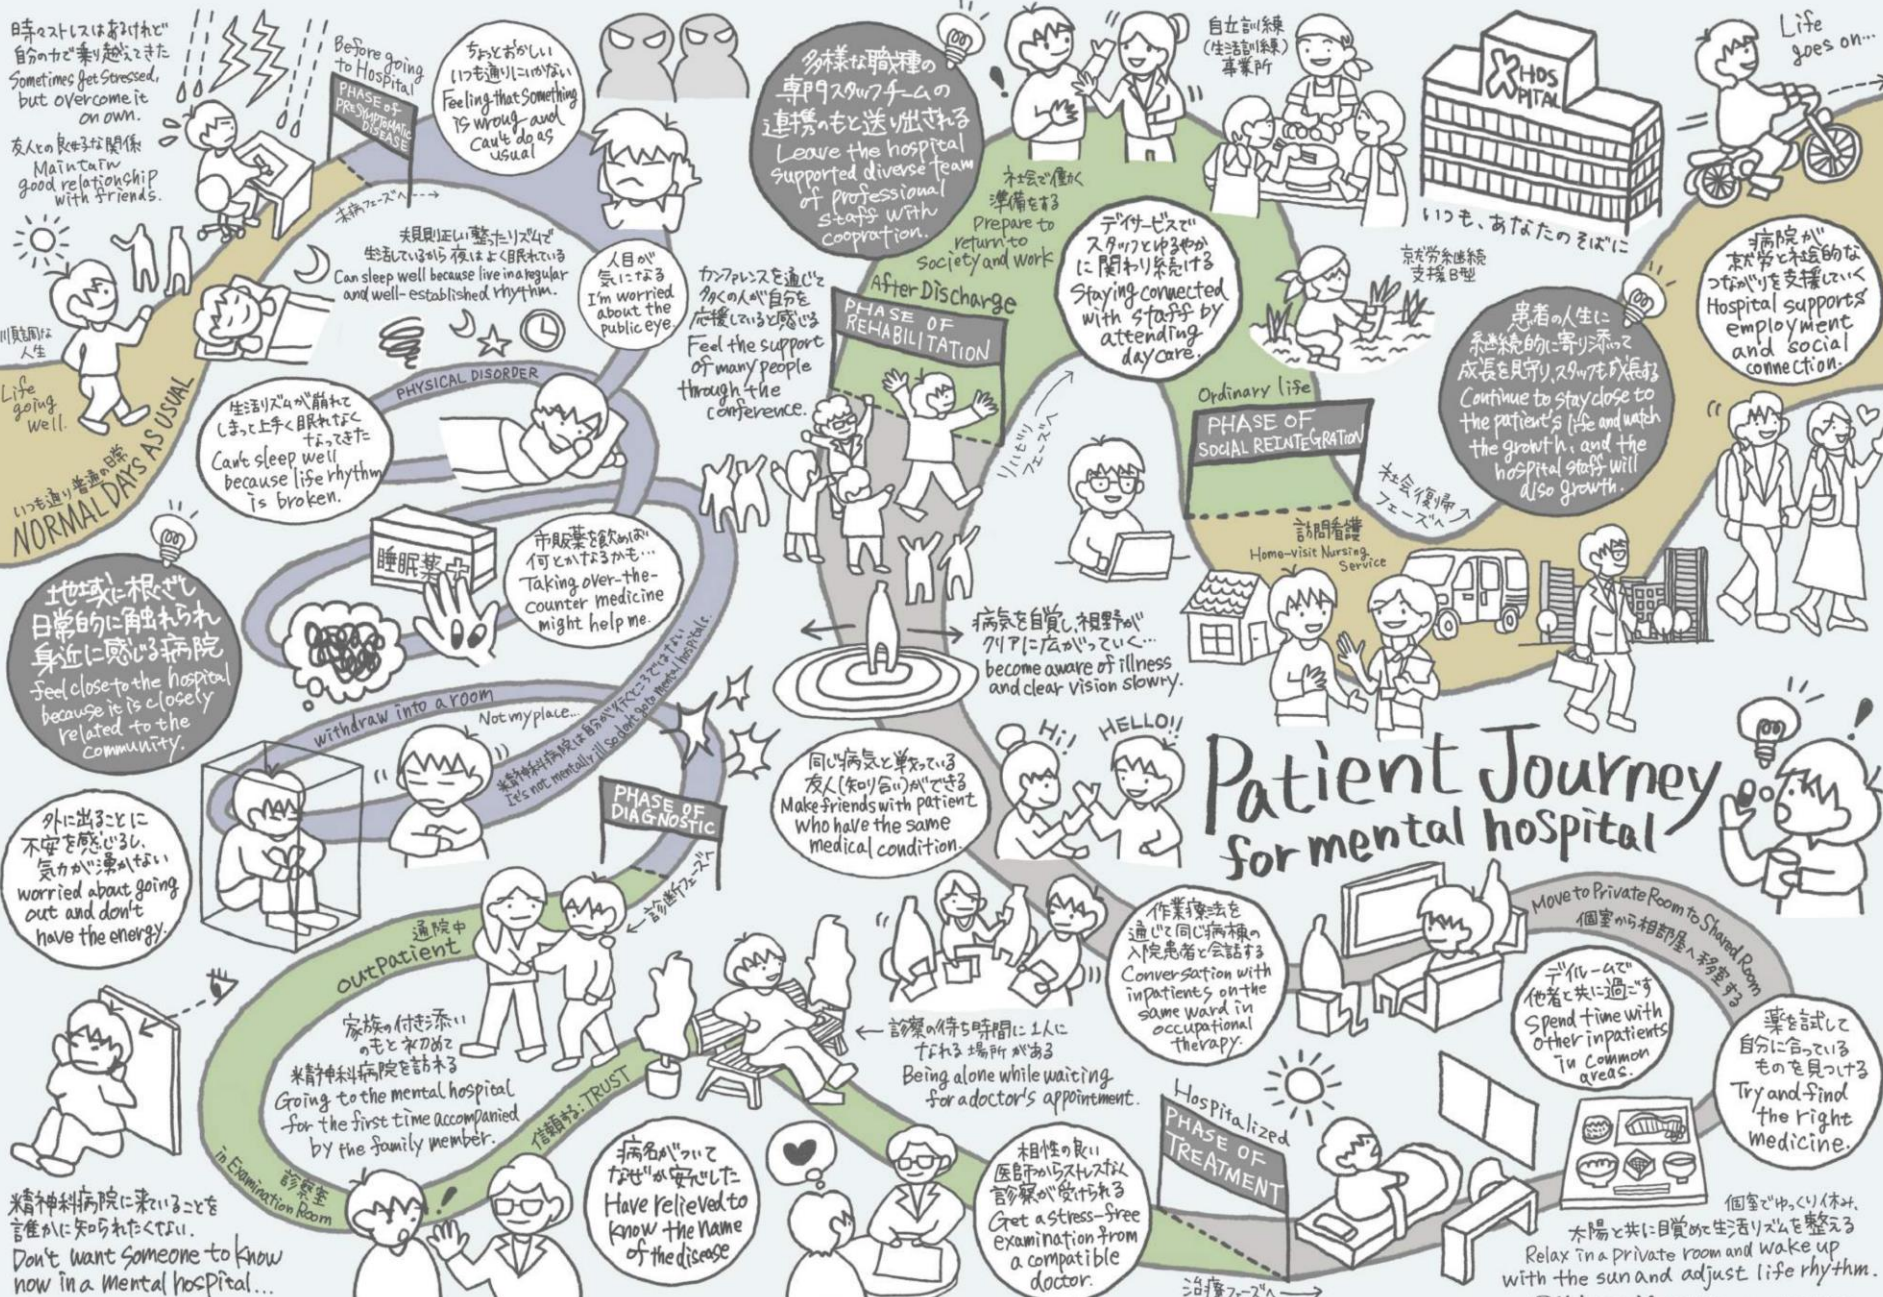 時々ストレスはあるけれど
自分の力で乗り越えてきた
Sometimes get stressed,
but overcome it
on own.
友人との良好な関係
Maintain
good relationship
with friends.
順調な
人生
Life
going
well.
いつも通り普通の日常
NORMAL DAYS AS USUAL
Before going
to Hospital
PHASE of
PRESYMPTOMATIC
DISEASE
未病フェーズへ
ちょっとおかしい
いつも通りにいかない
Feeling that something
is wroug and
can't do as
usual
規則正しい整ったリズムで
生活しているから夜はよく眠れている
Can sleep well because live in a regular
and well-established rhythm.
人目が
気になる
I'm worried
about the
public eye.
PHYSICAL DISORDER
生活リズムが崩れて
しまって上手く眠れなく
なってきた
Can't sleep well
because life rhythm
is broken.
睡眠薬
市販薬を飲めば
何とかなるかも…
Taking over-the-
counter medicine
might help me.
地域に根ざし
日常的に触れられ
身近に感じる病院
feel close to the hospital
because it is closely
related to the
community.
withdraw into a room
Not my place...
精神科病院は自分が行くところではない
It's not mentally ill so don't go to mental hospitals.
外に出ることに
不安を感じるし、
気力が湧かない
worried about going
out and don't
have the energy.
PHASE OF
DIAGNOSTIC
診断フェーズへ
通院中
outpatient
家族の付き添い
のもと初めて
精神科病院を訪れる
Going to the mental hospital
for the first time accompanied
by the family member.
精神科病院に来ていることを
誰かに知られたくない.
Don't want someone to know
now in a mental hospital...
診察室
in Examination Room
信頼する: TRUST
!
病名がついて
なぜか安心した
Have relieved to
know the name
of the disease
診察の待ち時間に1人に
なれる場所がある
Being alone while waiting
for a doctor's appointment.
相性の良い
医師からストレスなく
診察が受けられる
Get a stress-free
examination from
a compatible
doctor.
Hospitalized
PHASE OF
TREATMENT
治療フェーズへ
個室でゆっくり休み、
太陽と共に目覚めて生活リズムを整える
Relax in a private room and wake up
with the sun and adjust life rhythm.
薬を試して
自分に合っている
ものを見つける
Try and find
the right
medicine.
Move to Private Room to Shared Room
個室から相部屋へ移室する
デイルームで
他者と共に過ごす
Spend time with
other inpatients
in common
areas.
作業療法を
通じて同じ病棟の
入院患者と会話する
Conversation with
inpatients on the
same ward in
occupational
therapy.
同じ病気と戦っている
友人(知り合い)ができる
Make friends with patient
who have the same
medical condition.
Hi!
HELLO!!
病気を自覚し、視野が
クリアに広がっていく…
become aware of illness
and clear vision slowry.
カンファレンスを通じて
多くの人が自分を
応援していると感じる
Feel the support
of many people
through the
conference.
After Discharge
PHASE OF
REHABILITATION
リハビリ
フェーズへ
多様な職種の
専門スタッフチームの
連携のもと送り出される
Leave the hospital
supported diverse team
of professional
staff with
coopration.
!
社会で働く
準備をする
Prepare to
return to
society and work
デイサービスで
スタッフとゆるやか
に関わり続ける
Staying connected
with staff by
attending
day care.
自立訓練
(生活訓練)
事業所
就労継続
支援B型
Ordinary life
PHASE OF
SOCIAL REINTEGRATION
社会復帰
フェーズへ
訪問看護
Home-visit Nursing
Service
HOS
PITAL
いつも、あなたのそばに
患者の人生に
継続的に寄り添って
成長を見守り、スタッフも成長する
Continue to stay close to
the patient's life and watch
the growth, and the
hospital staff will
also growth.
病院が
就労と社会的な
つながりを支援していく
Hospital supports
employment
and social
connection.
Life
goes on...
Patient Journey
for mental hospital
!